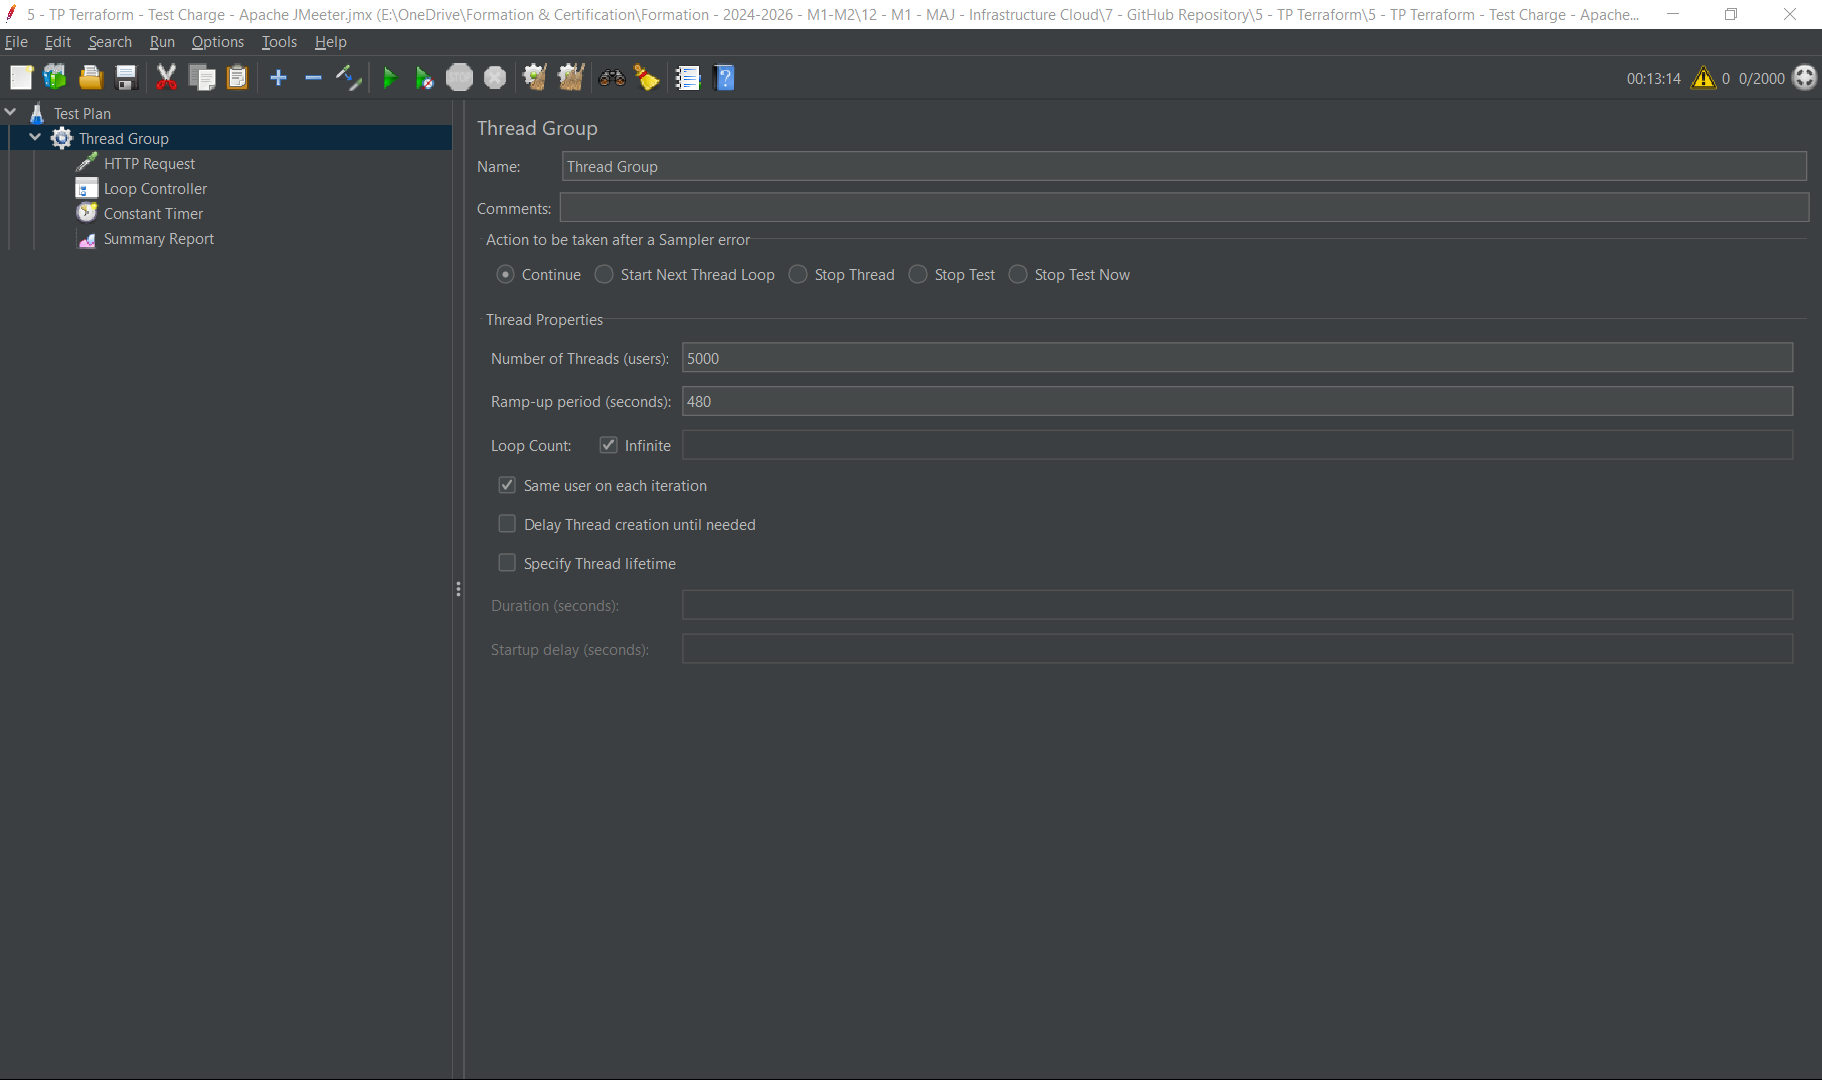 5 - TP Terraform - Test Charge - Apache JMeeter.jmx (E:\OneDrive\Formation & Certification\Formation - 2024-2026 - M1-M2\12 - M1 - MAJ - Infrastructure Cloud\7 - GitHub Repository\5 - TP Terraform\5 - TP Terraform - Test Charge - Apache...
File Edit Search Run Options Tools Help
STOP 00:13:14 0 0/2000
Test Plan
Thread Group
HTTP Request
Loop Controller
Constant Timer
Summary Report
Thread Group
Name: Thread Group
Comments:
Action to be taken after a Sampler error
Continue Start Next Thread Loop Stop Thread Stop Test Stop Test Now
Thread Properties
Number of Threads (users): 5000
Ramp-up period (seconds): 480
Loop Count: Infinite
Same user on each iteration
Delay Thread creation until needed
Specify Thread lifetime
Duration (seconds):
Startup delay (seconds):